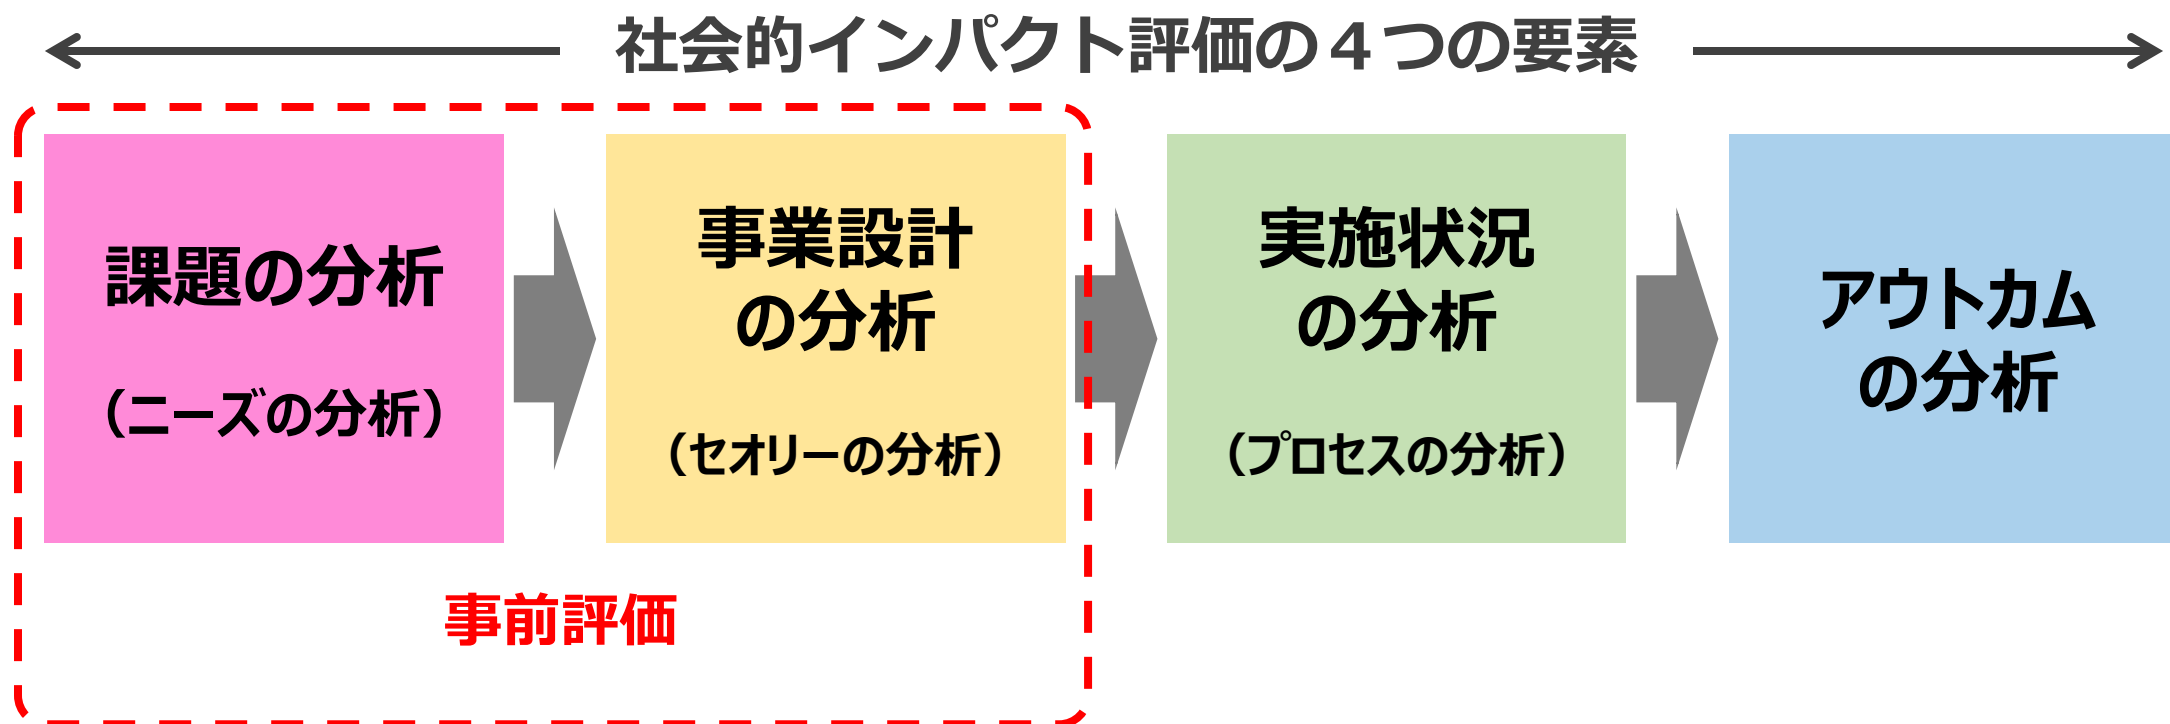 社会的インパクト評価の４つの要素
課題の分析
（ニーズの分析）
事業設計
の分析
（セオリーの分析）
実施状況
の分析
（プロセスの分析）
アウトカム
の分析
事前評価